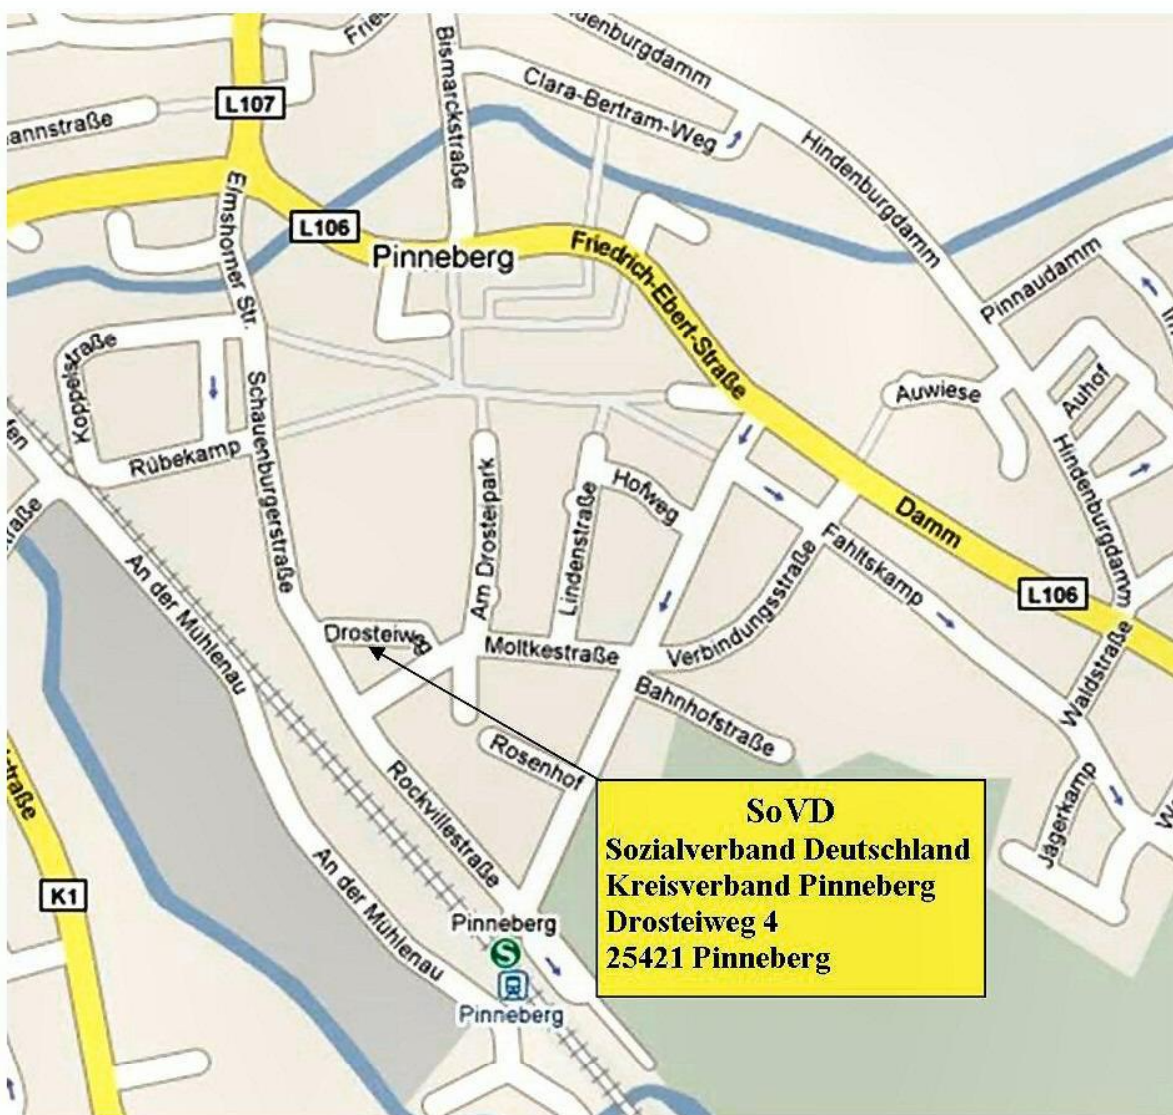 Bismarckstraße
Hindenburgdamm
L107
Clara-Bertram-Weg
Elmshorner Str.
L106
Pinneberg
Friedrich-Ebert-Straße
Hindenburgdamm
Pinnaudamm
Koppelstraße
Schauenburgerstraße
Rübekamp
Auwiese
Auhof
Hindenburgdamm
Am Drosteipark
Lindenstraße
Hofweg
Damm
Fahltskamp
L106
An der Mühlenau
Drosteiweg
Moltkestraße
Verbindungsstraße
Waldstraße
Bahnhofstraße
Rosenhof
Rockvillestraße
Jägerkamp
An der Mühlenau
K1
SoVD
Sozialverband Deutschland
Kreisverband Pinneberg
Drosteiweg 4
25421 Pinneberg
Pinneberg
S
Pinneberg